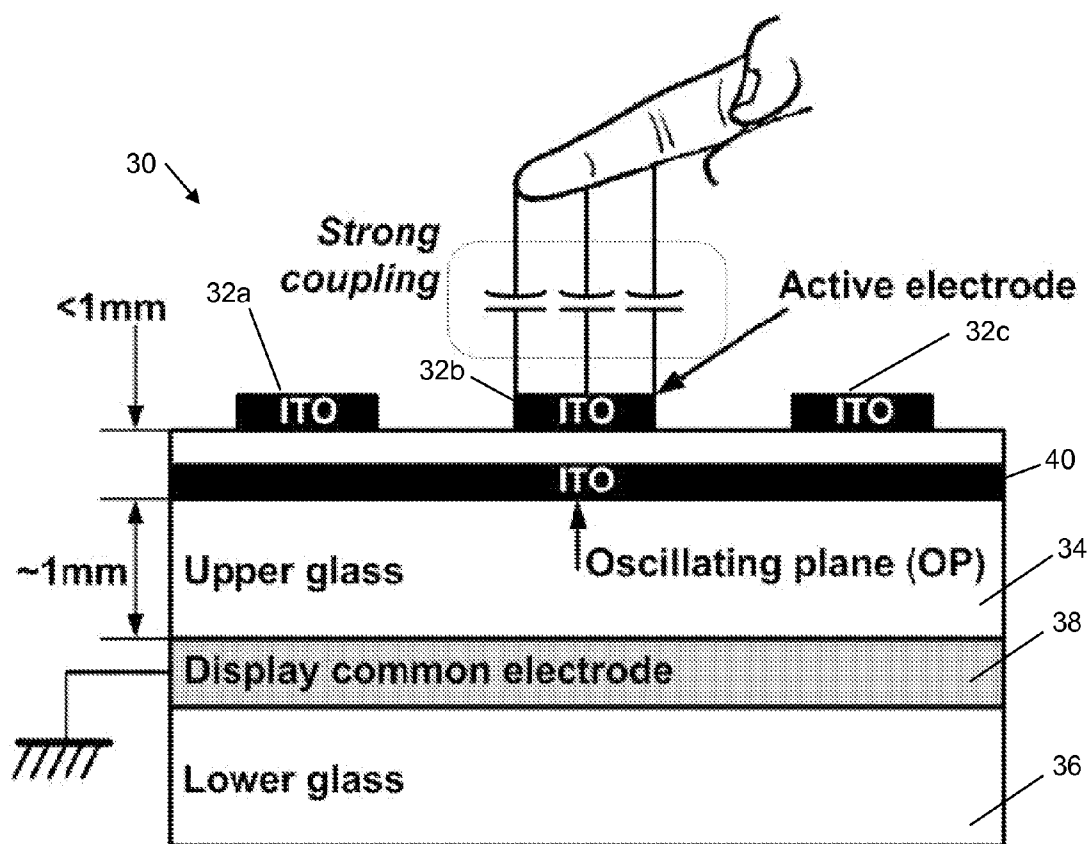 30
Strong
coupling
<1mm
32a
Active electrode
32b
32c
ITO
ITO
ITO
ITO
40
~1mm
Upper glass
Oscillating plane (OP)
34
38
Display common electrode
Lower glass
36